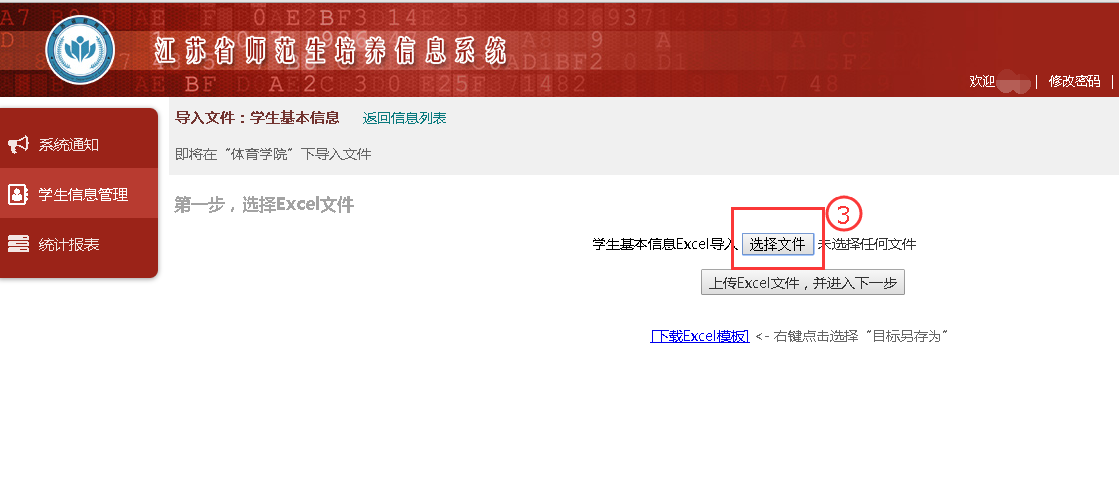 江苏省师范生培养信息系统
欢迎 | 修改密码 |
系统通知
学生信息管理
统计报表
导入文件：学生基本信息 返回信息列表
即将在“体育学院”下导入文件
第一步，选择Excel文件
③
学生基本信息Excel导入 选择文件 未选择任何文件
上传Excel文件，并进入下一步
[下载Excel模板] <- 右键点击选择“目标另存为”